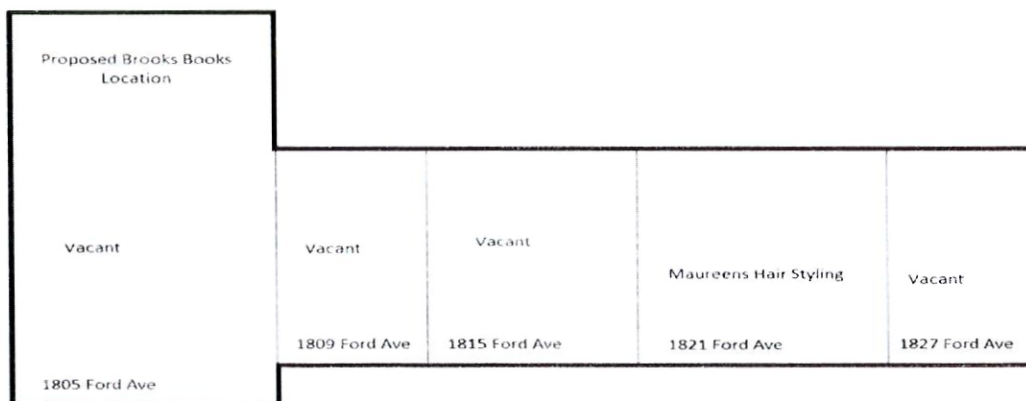 Proposed Brooks Books
Location
Vacant
1805 Ford Ave
Vacant
1809 Ford Ave
Vacant
1815 Ford Ave
Maureens Hair Styling
1821 Ford Ave
Vacant
1827 Ford Ave